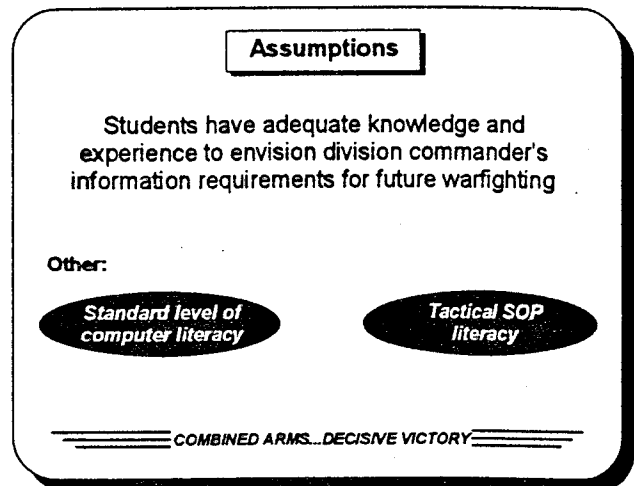 Assumptions
Students have adequate knowledge and
experience to envision division commander's
information requirements for future warfighting
Other:
Standard level of
computer literacy
Tactical SOP
literacy
COMBINED ARMS...DECISIVE VICTORY